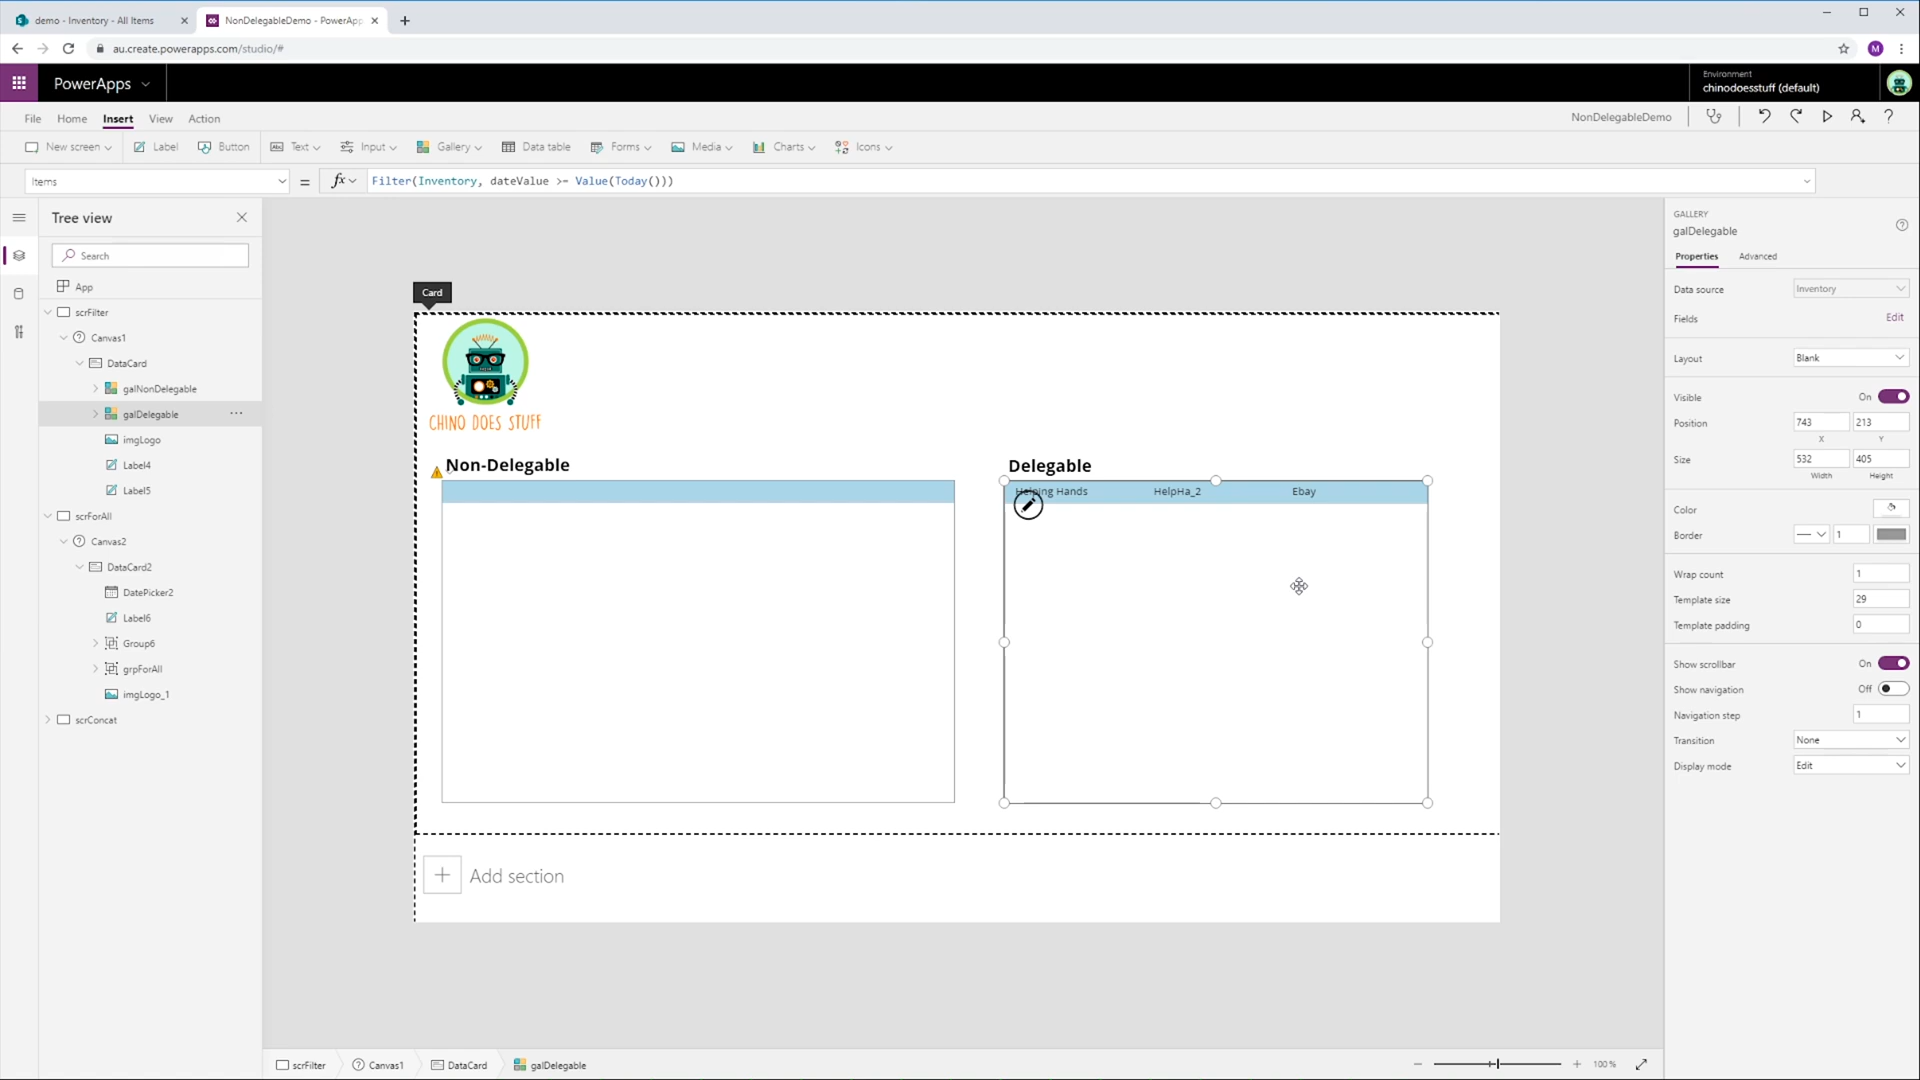 demo - Inventory - All Items
NonDelegableDemo - PowerApp
au.create.powerapps.com/studio/#
M
PowerApps
Environment
chinodoesstuff (default)
File
Home
Insert
View
Action
NonDelegableDemo
?
New screen
Label
Button
Text
Input
Gallery
Data table
Forms
Media
Charts
Icons
Items
=
fx
Filter(Inventory, dateValue >= Value(Today()))
Tree view
Search
App
scrFilter
Canvas1
DataCard
galNonDelegable
galDelegable
imgLogo
Label4
Label5
scrForAll
Canvas2
DataCard2
DatePicker2
Label6
Group6
grpForAll
imgLogo_1
scrConcat
Card
CHINO DOES STUFF
Non-Delegable
Delegable
Helping Hands
HelpHa_2
Ebay
Add section
GALLERY
galDelegable
Properties
Advanced
Data source
Inventory
Fields
Edit
Layout
Blank
Visible
On
Position
743
213
X
Y
Size
532
405
Width
Height
Color
Border
1
Wrap count
1
Template size
29
Template padding
0
Show scrollbar
On
Show navigation
Off
Navigation step
1
Transition
None
Display mode
Edit
scrFilter
Canvas1
DataCard
galDelegable
100 %